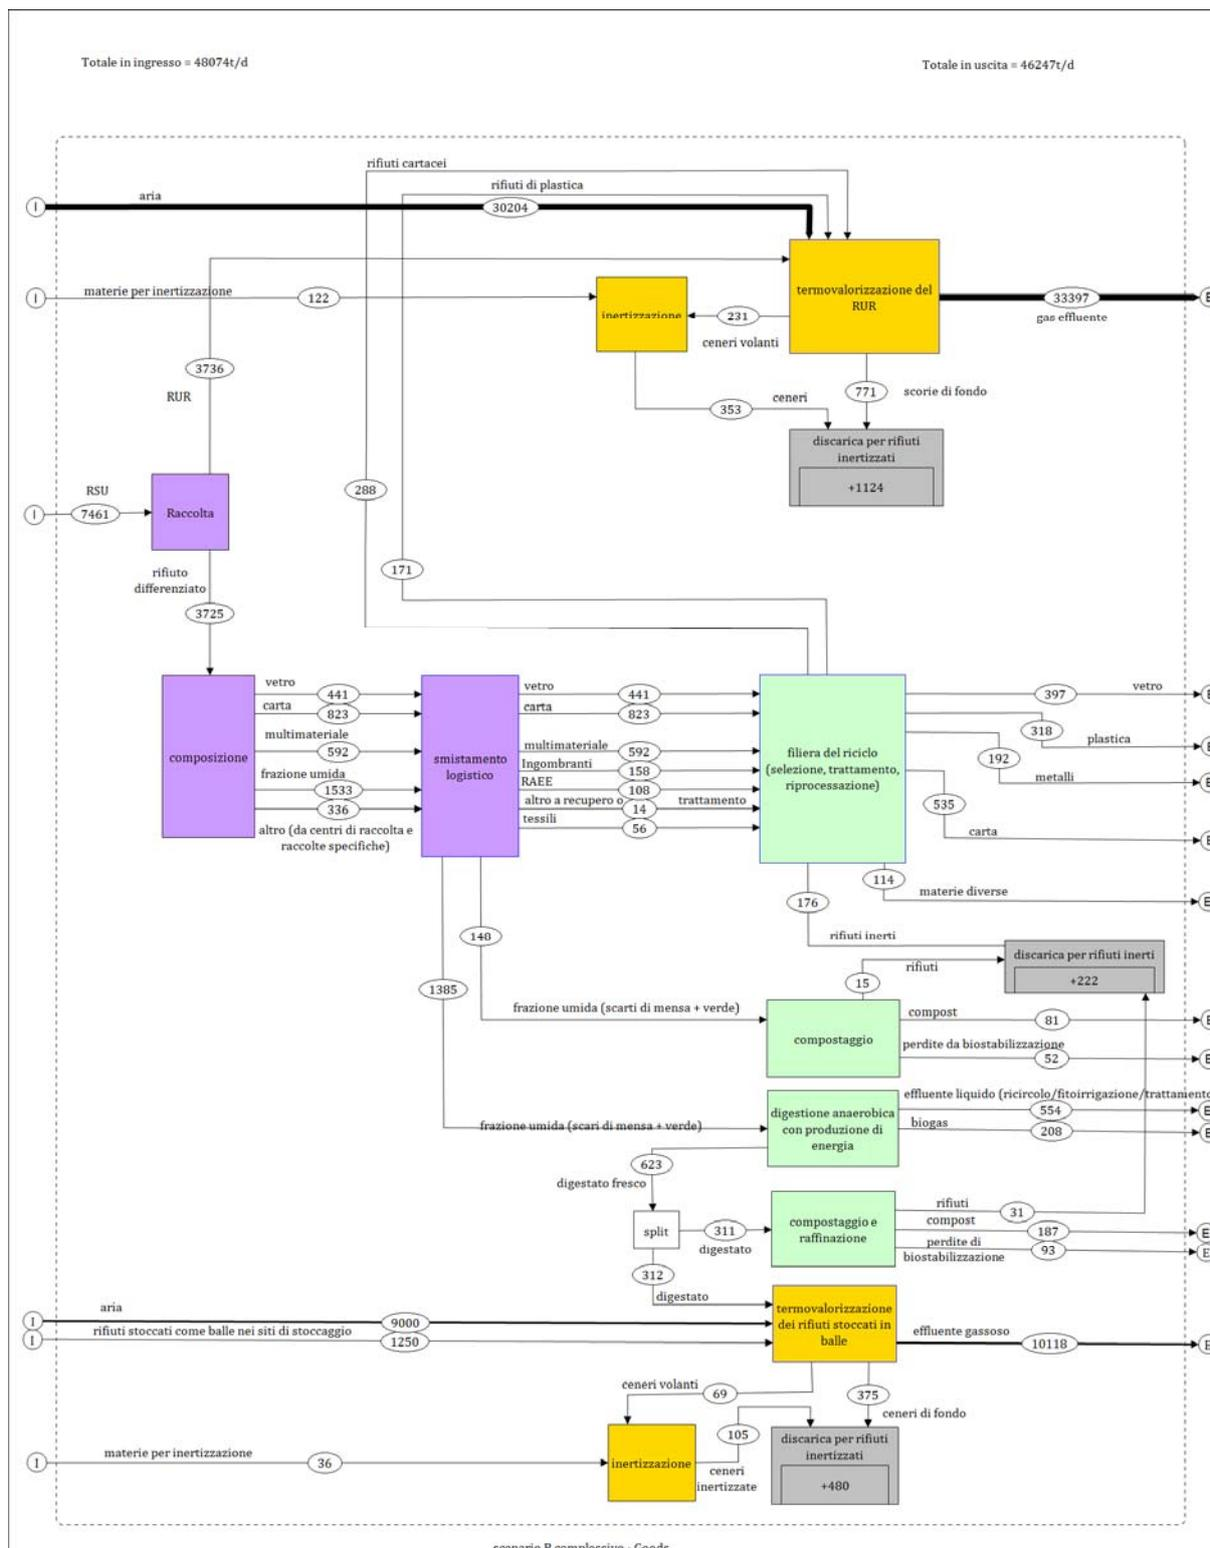 Totale in ingresso = 48074t/d
Totale in uscita = 46247t/d
rifiuti cartacei
rifiuti di plastica
aria
I
30204
termovalorizzazione del
RUR
I
materie per inertizzazione
122
inertizzazione
231
ceneri volanti
33397
gas effluente
E
3736
RUR
353
ceneri
771
scorie di fondo
discarica per rifiuti
inertizzati
+1124
288
RSU
I
7461
Raccolta
171
rifiuto
differenziato
3725
composizione
vetro
441
carta
823
multimateriale
592
frazione umida
1533
336
altro (da centri di raccolta e
raccolte specifiche)
smistamento
logistico
vetro
441
carta
823
multimateriale
592
Ingombranti
158
RAEE
108
altro a recupero o
14
trattamento
tessili
56
filiera del riciclo
(selezione, trattamento,
riprocessazione)
397
vetro
E
318
plastica
E
192
metalli
E
535
carta
E
114
materie diverse
E
176
rifiuti inerti
148
1385
discarica per rifiuti inerti
+222
rifiuti
15
frazione umida (scarti di mensa + verde)
compostaggio
compost
81
E
perdite da biostabilizzazione
52
E
effluente liquido (ricircolo/fitoirrigazione/trattamento
554
E
digestione anaerobica
con produzione di
energia
biogas
208
E
frazione umida (scari di mensa + verde)
623
digestato fresco
split
311
digestato
312
digestato
compostaggio e
raffinazione
rifiuti
31
compost
187
E
perdite di
biostabilizzazione
93
E
aria
I
9000
rifiuti stoccati come balle nei siti di stoccaggio
I
1250
termovalorizzazione
dei rifiuti stoccati in
balle
effluente gassoso
10118
E
ceneri volanti
69
375
ceneri di fondo
105
discarica per rifiuti
inertizzati
+480
materie per inertizzazione
I
36
inertizzazione
ceneri
inertizzate
scenario B complessivo - Goods